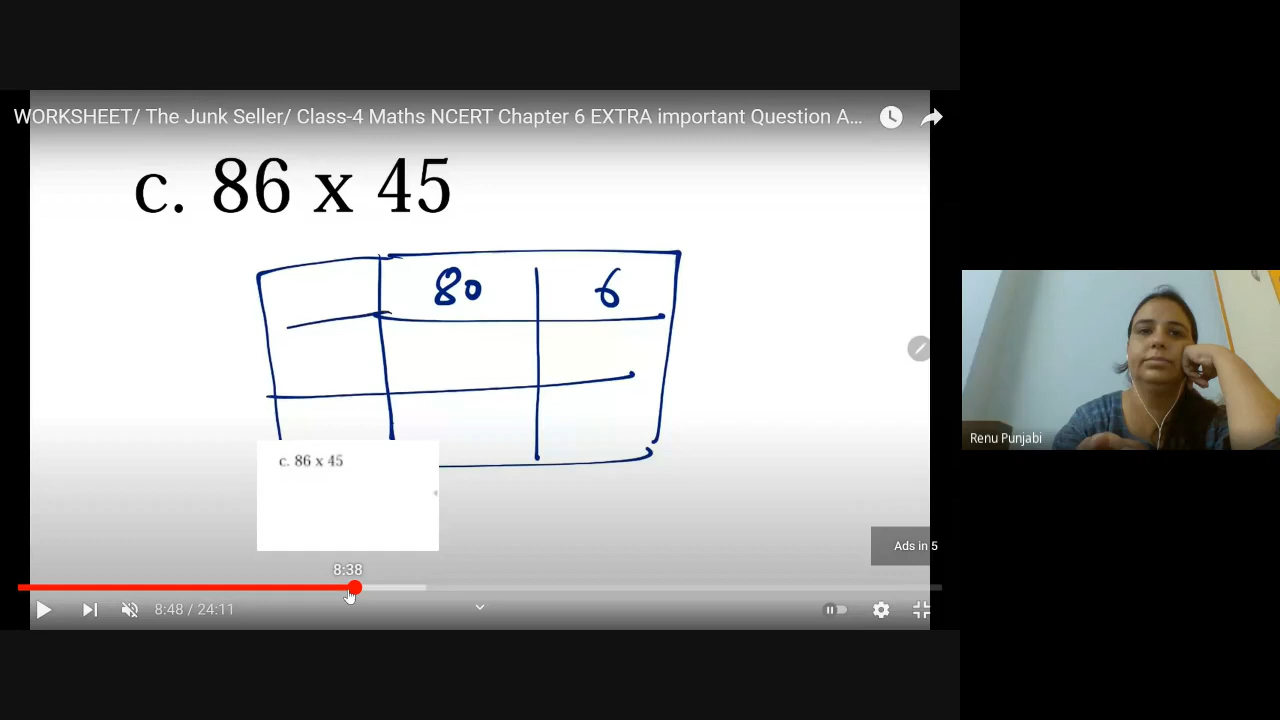 WORKSHEET/ The Junk Seller/ Class-4 Maths NCERT Chapter 6 EXTRA important Question A...
c. 86 x 45
80 6
c. 86 x 45
Renu Punjabi
Ads in 5
8:38
8:48 / 24:11